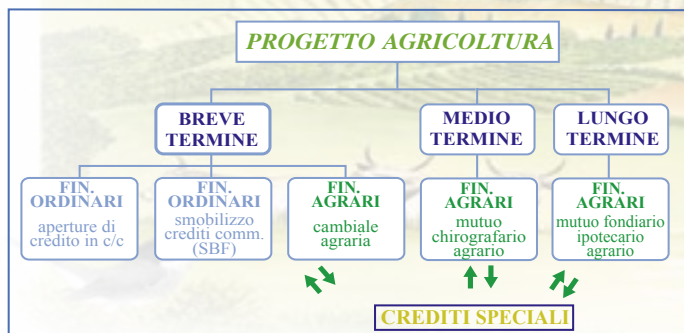 PROGETTO AGRICOLTURA
BREVE
TERMINE
MEDIO
TERMINE
LUNGO
TERMINE
FIN.
ORDINARI
aperture di
credito in c/c
FIN.
ORDINARI
smobilizzo
crediti comm.
(SBF)
FIN.
AGRARI
cambiale
agraria
FIN.
AGRARI
mutuo
chirografario
agrario
FIN.
AGRARI
mutuo fondiario
ipotecario
agrario
CREDITI SPECIALI